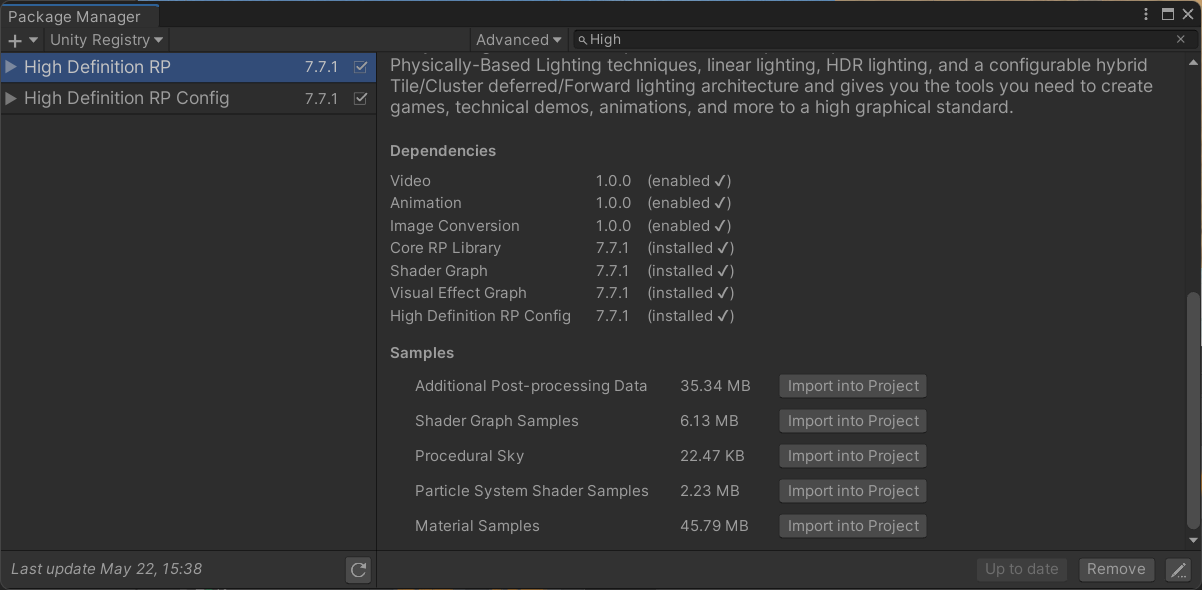 Package Manager
Unity Registry
Advanced
High
High Definition RP 7.7.1
High Definition RP Config 7.7.1
Physically-Based Lighting techniques, linear lighting, HDR lighting, and a configurable hybrid
Tile/Cluster deferred/Forward lighting architecture and gives you the tools you need to create
games, technical demos, animations, and more to a high graphical standard.
Dependencies
Video 1.0.0 (enabled ✓)
Animation 1.0.0 (enabled ✓)
Image Conversion 1.0.0 (enabled ✓)
Core RP Library 7.7.1 (installed ✓)
Shader Graph 7.7.1 (installed ✓)
Visual Effect Graph 7.7.1 (installed ✓)
High Definition RP Config 7.7.1 (installed ✓)
Samples
Additional Post-processing Data 35.34 MB Import into Project
Shader Graph Samples 6.13 MB Import into Project
Procedural Sky 22.47 KB Import into Project
Particle System Shader Samples 2.23 MB Import into Project
Material Samples 45.79 MB Import into Project
Last update May 22, 15:38
Up to date Remove